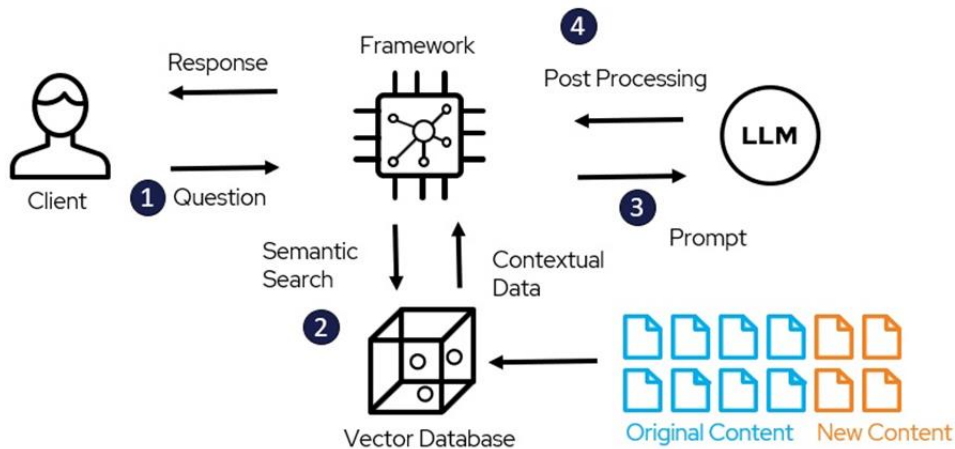 Framework
4
Response
Post Processing
LLM
Client
1
Question
3
Prompt
Semantic
Search
Contextual
Data
2
Vector Database
Original Content
New Content